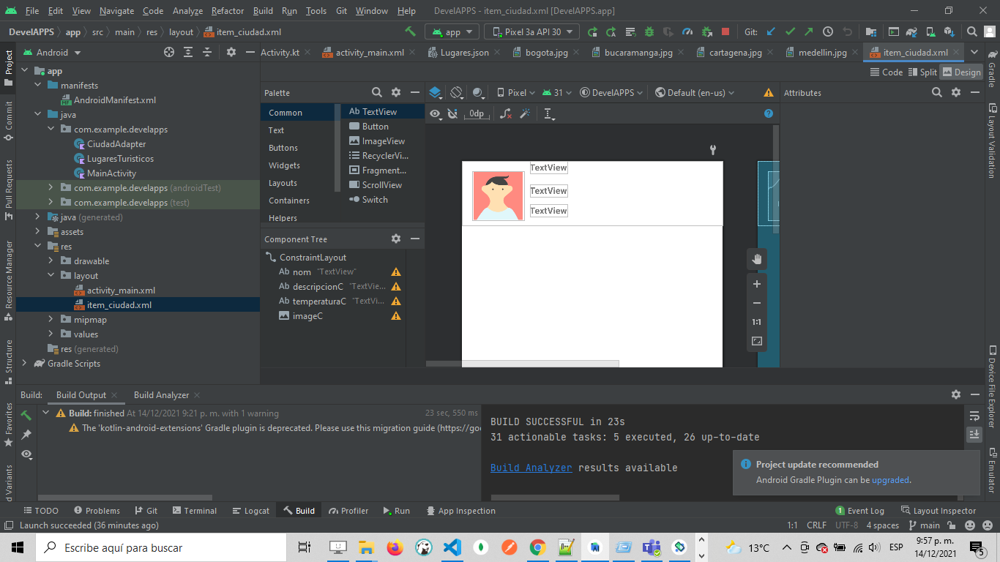 File Edit View Navigate Code Analyze Refactor Build Run Tools Git Window Help DevelAPPS - item_ciudad.xml [DevelAPPS.app]
DevelAPPS app src main res layout item_ciudad.xml app Pixel 3a API 30 Git:
Project
Android
Activity.kt activity_main.xml Lugares.json bogota.jpg bucaramanga.jpg cartagena.jpg medellin.jpg item_ciudad.xml
Code Split Design
app
manifests
AndroidManifest.xml
java
com.example.develapps
CiudadAdapter
LugaresTuristicos
MainActivity
com.example.develapps (androidTest)
com.example.develapps (test)
java (generated)
assets
res
drawable
layout
activity_main.xml
item_ciudad.xml
mipmap
values
res (generated)
Gradle Scripts
Commit
Pull Requests
Resource Manager
Structure
Favorites
d Variants
Palette
Common
Text
Buttons
Widgets
Layouts
Containers
Helpers
Ab TextView
Button
ImageView
RecyclerVi...
Fragment...
ScrollView
Switch
Component Tree
ConstraintLayout
Ab nom "TextView"
Ab descripcionC "TextVie...
Ab temperaturaC "TextVi...
imageC
Pixel 31 DevelAPPS Default (en-us)
0dp
TextView
TextView
TextView
1:1
Attributes
Gradle
Layout Validation
Device File Explorer
Emulator
Build: Build Output Build Analyzer
Build: finished At 14/12/2021 9:21 p. m. with 1 warning 23 sec, 550 ms
The 'kotlin-android-extensions' Gradle plugin is deprecated. Please use this migration guide (https://goo
BUILD SUCCESSFUL in 23s
31 actionable tasks: 5 executed, 26 up-to-date
Build Analyzer results available
Project update recommended
Android Gradle Plugin can be upgraded.
TODO Problems Git Terminal Logcat Build Profiler Run App Inspection 1 Event Log Layout Inspector
Launch succeeded (36 minutes ago) 1:1 CRLF UTF-8 4 spaces main
Escribe aquí para buscar
13°C
ESP
9:57 p. m.
14/12/2021
5